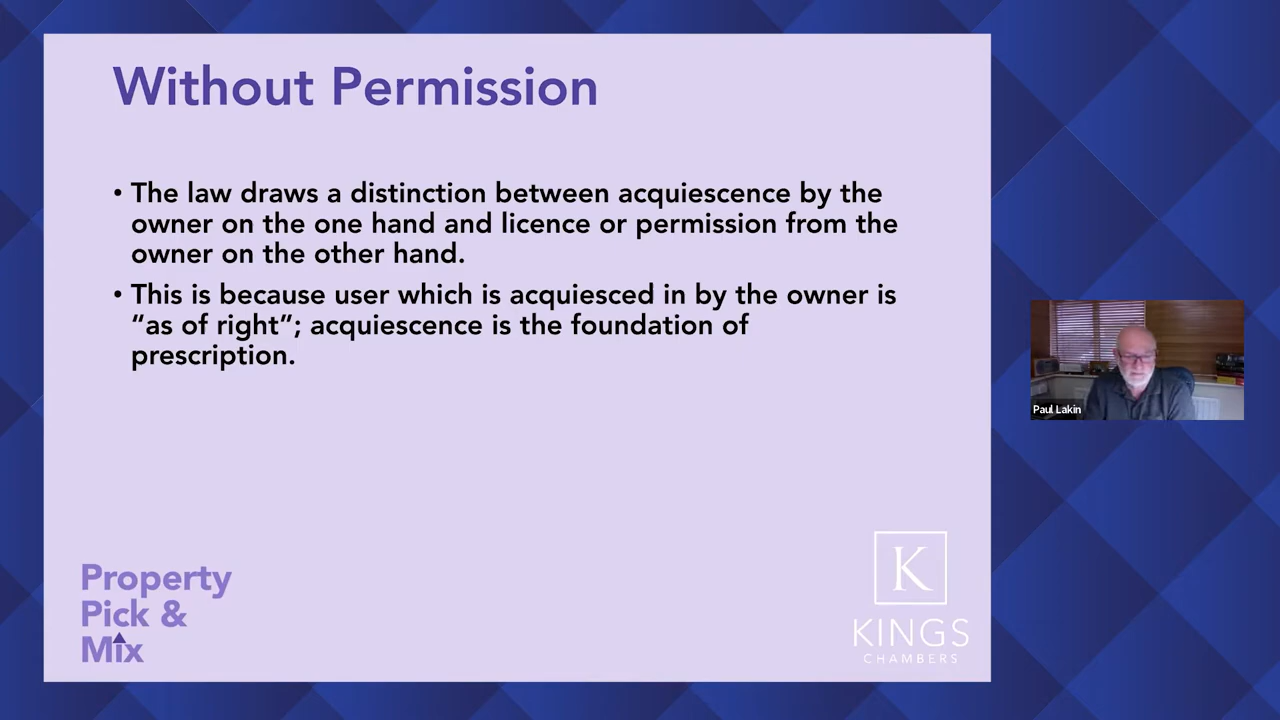 Without Permission
• The law draws a distinction between acquiescence by the
owner on the one hand and licence or permission from the
owner on the other hand.
• This is because user which is acquiesced in by the owner is
“as of right”; acquiescence is the foundation of
prescription.
Paul Lakin
Property
Pick &
Mix
K
KINGS
CHAMBERS